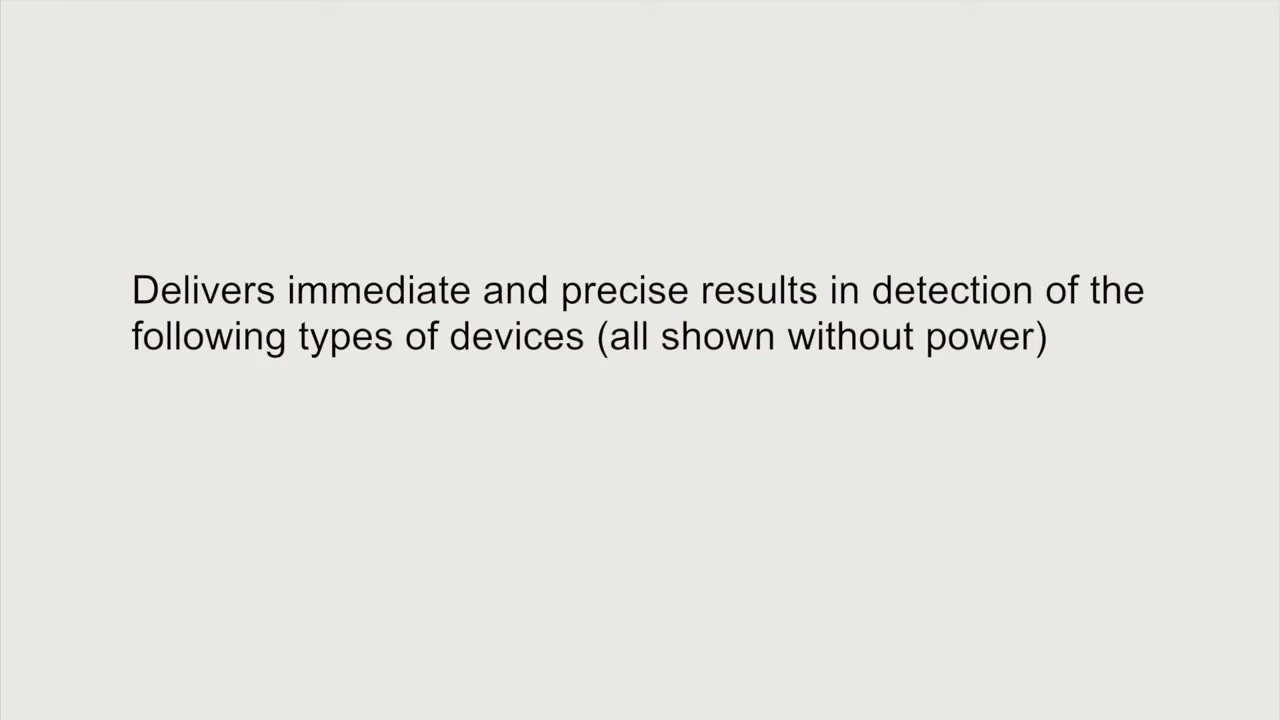 Delivers immediate and precise results in detection of the
following types of devices (all shown without power)